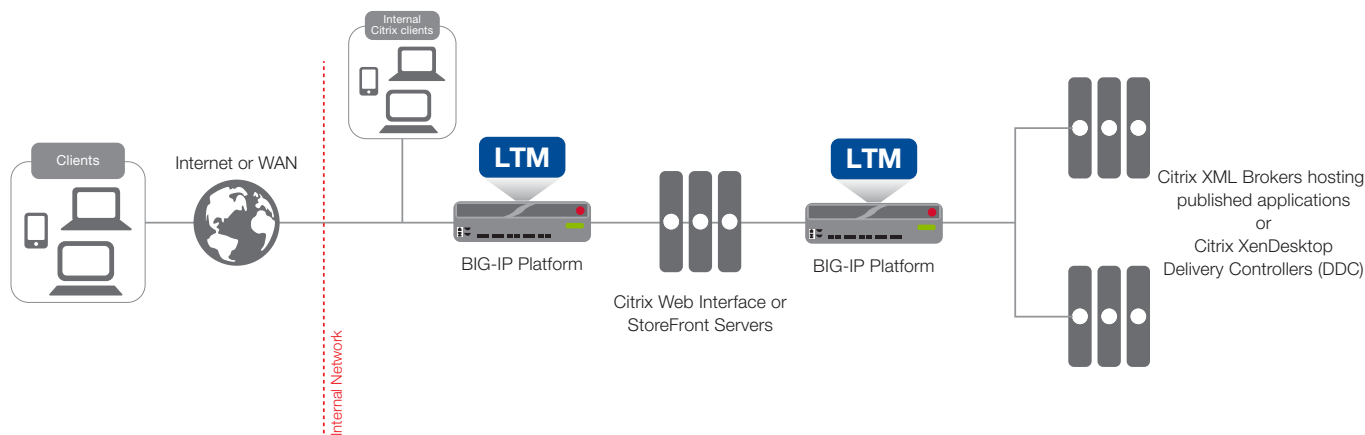 Internal
Citrix clients
Clients
Internet or WAN
LTM
BIG-IP Platform
Citrix Web Interface or
StoreFront Servers
LTM
BIG-IP Platform
Citrix XML Brokers hosting
published applications
or
Citrix XenDesktop
Delivery Controllers (DDC)
Internal Network